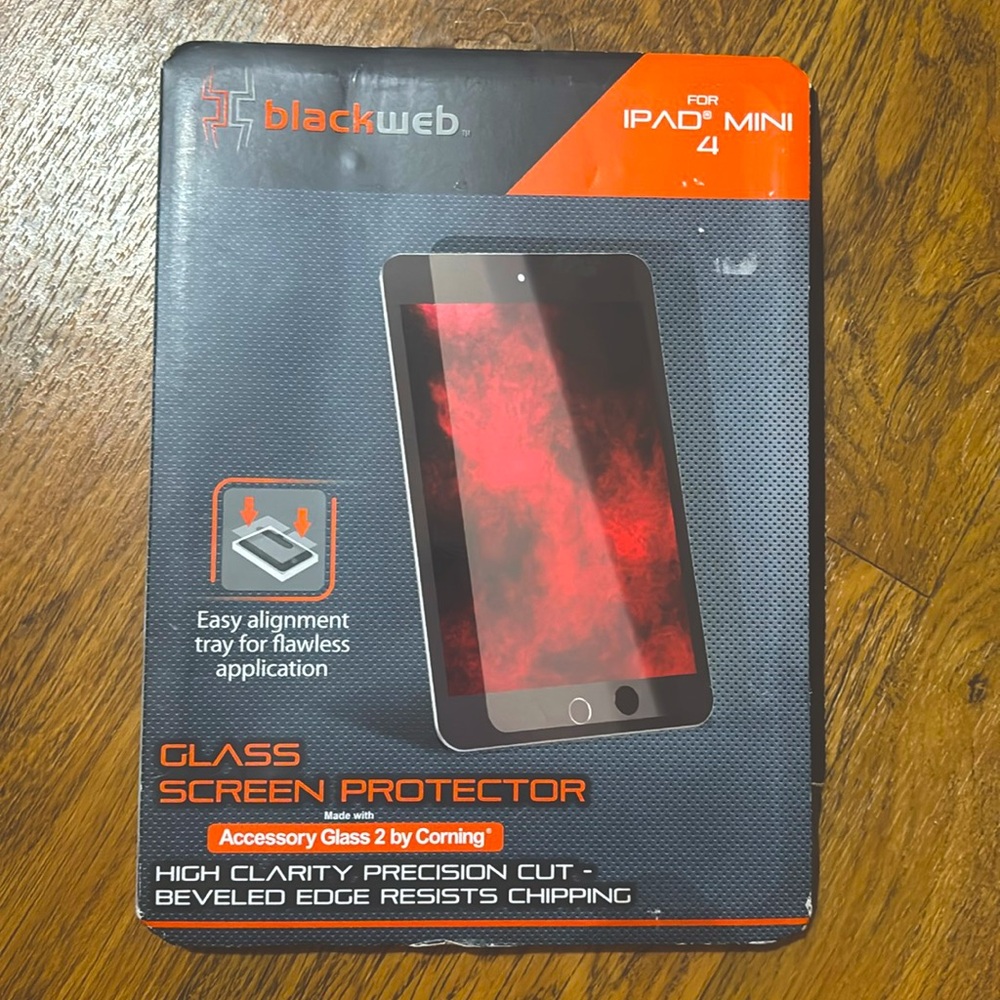 blackweb™
FOR
IPAD® MINI
4
Easy alignment
tray for flawless
application
GLASS
SCREEN PROTECTOR
Made with
Accessory Glass 2 by Corning®
HIGH CLARITY PRECISION CUT -
BEVELED EDGE RESISTS CHIPPING